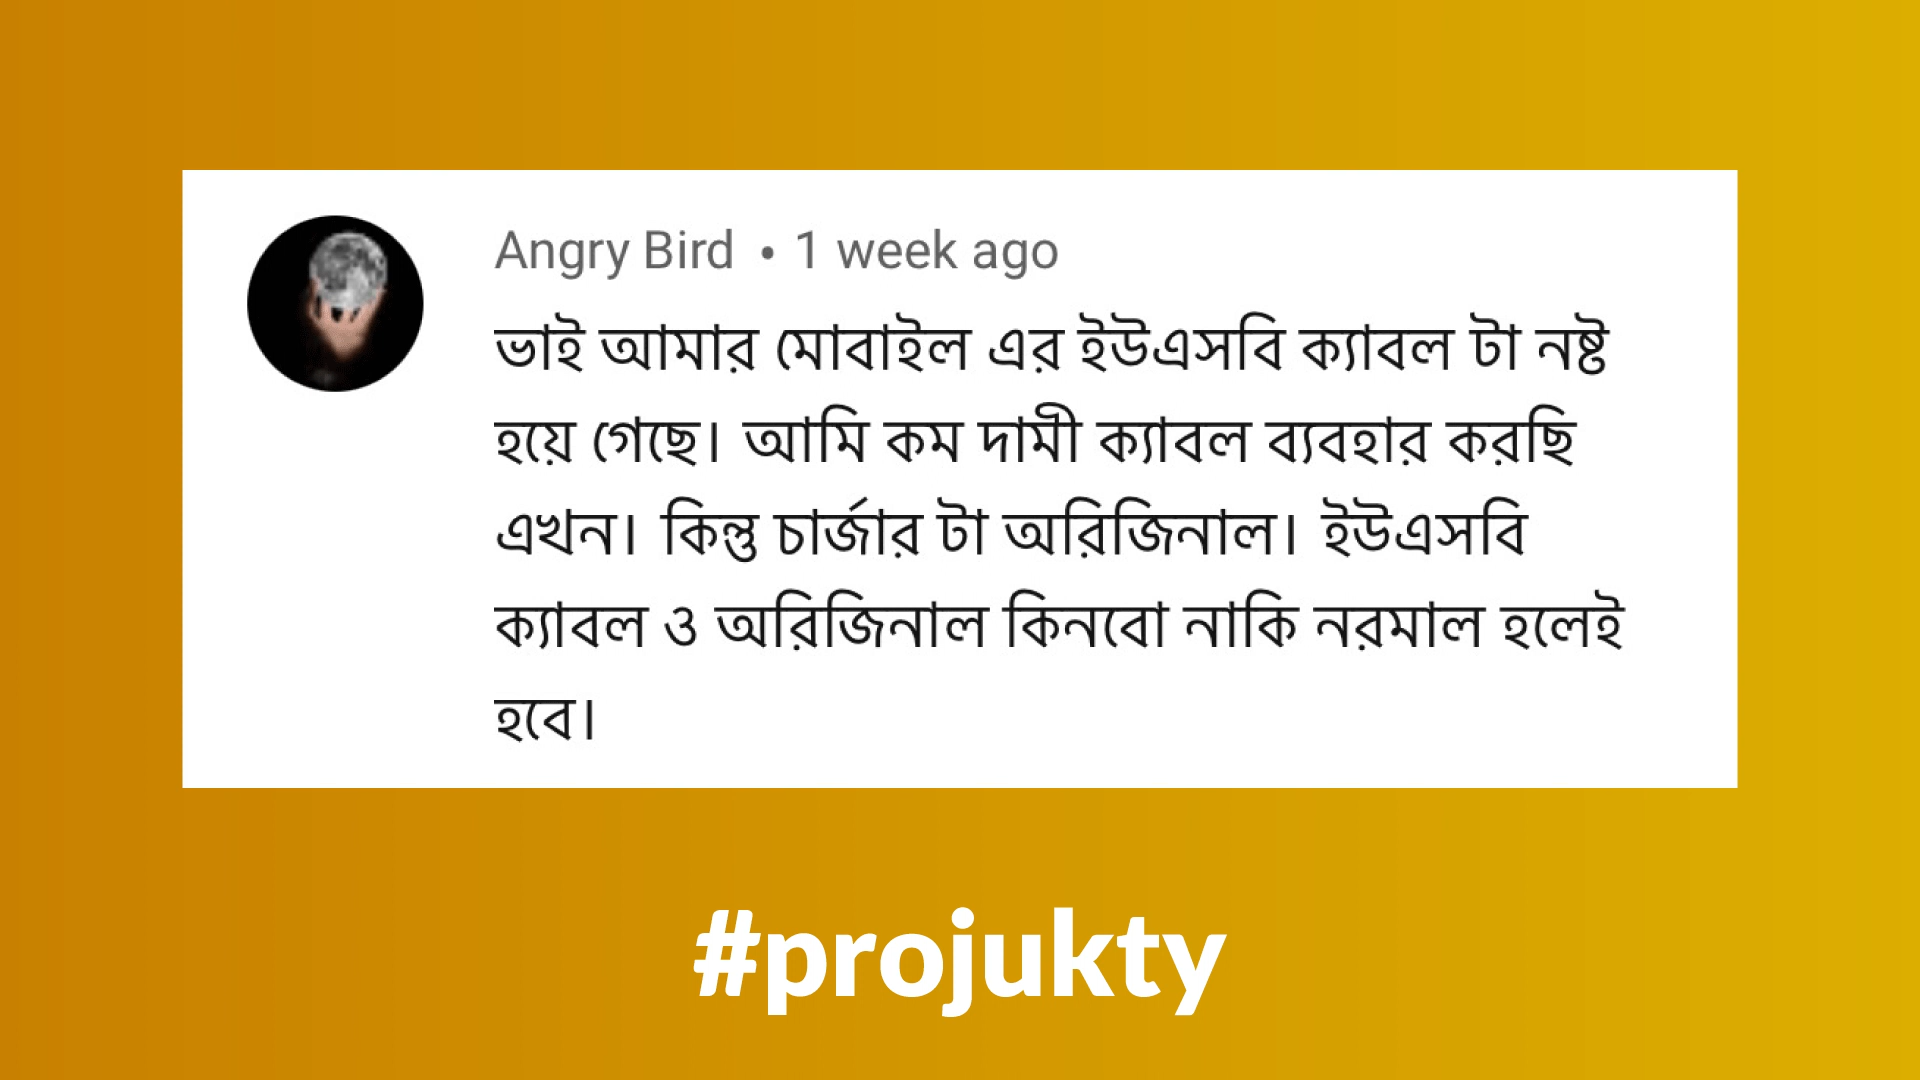 Angry Bird • 1 week ago
ভাই আমার মোবাইল এর ইউএসবি ক্যাবল টা নষ্ট
হয়ে গেছে। আমি কম দামী ক্যাবল ব্যবহার করছি
এখন। কিন্তু চার্জার টা অরিজিনাল। ইউএসবি
ক্যাবল ও অরিজিনাল কিনবো নাকি নরমাল হলেই
হবে।
#projukty